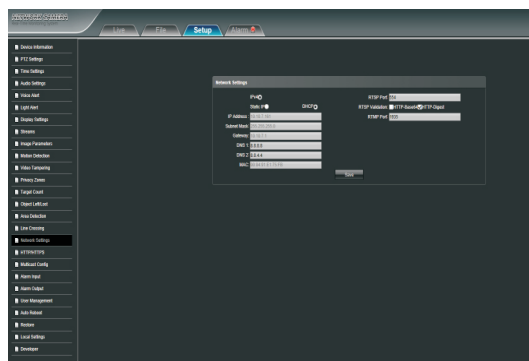 Live
File
Setup
Alarm
Device Information
PTZ Settings
Time Settings
Audio Settings
Voice Alert
Light Alert
Display Settings
Streams
Image Parameters
Motion Detection
Video Tampering
Privacy Zones
Target Count
Object Left/Lost
Area Detection
Line Crossing
Network Settings
HTTP/HTTPS
Multicast Config
Alarm Input
Alarm Output
User Management
Auto Reboot
Restore
Local Settings
Developer
Network Settings
IPv4
Static IP DHCP
IP Address
Subnet Mask
Gateway
DNS 1 8.8.8.8
DNS 2 8.8.4.4
MAC
RTSP Port 554
RTSP Validation HTTP-Base64 HTTP-Digest
RTMP Port 1935
Save